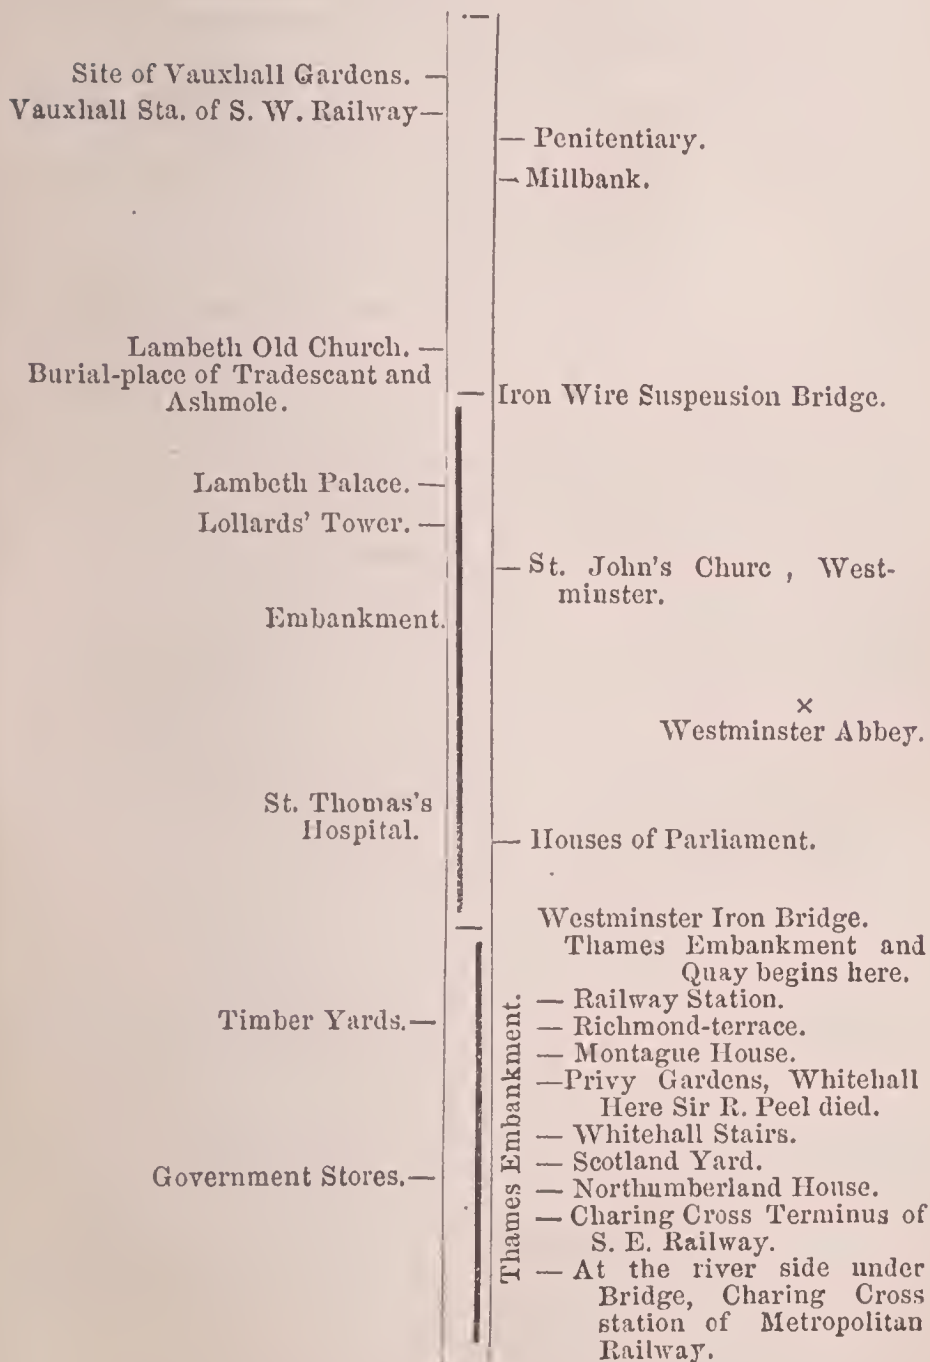 Site of Vauxhall Gardens. —
Vauxhall Sta. of S. W. Railway—
— Penitentiary.
— Millbank.
Lambeth Old Church. —
Burial-place of Tradescant and
Ashmole.
— Iron Wire Suspension Bridge.
Lambeth Palace. —
Lollards' Tower. —
— St. John's Churc , West-
minster.
Embankment.
×
Westminster Abbey.
St. Thomas's
Hospital.
— Houses of Parliament.
Westminster Iron Bridge.
Thames Embankment and
Quay begins here.
Thames Embankment.
— Railway Station.
Timber Yards.—
— Richmond-terrace.
— Montague House.
—Privy Gardens, Whitehall
Here Sir R. Peel died.
— Whitehall Stairs.
— Scotland Yard.
Government Stores.—
— Northumberland House.
— Charing Cross Terminus of
S. E. Railway.
— At the river side under
Bridge, Charing Cross
station of Metropolitan
Railway.